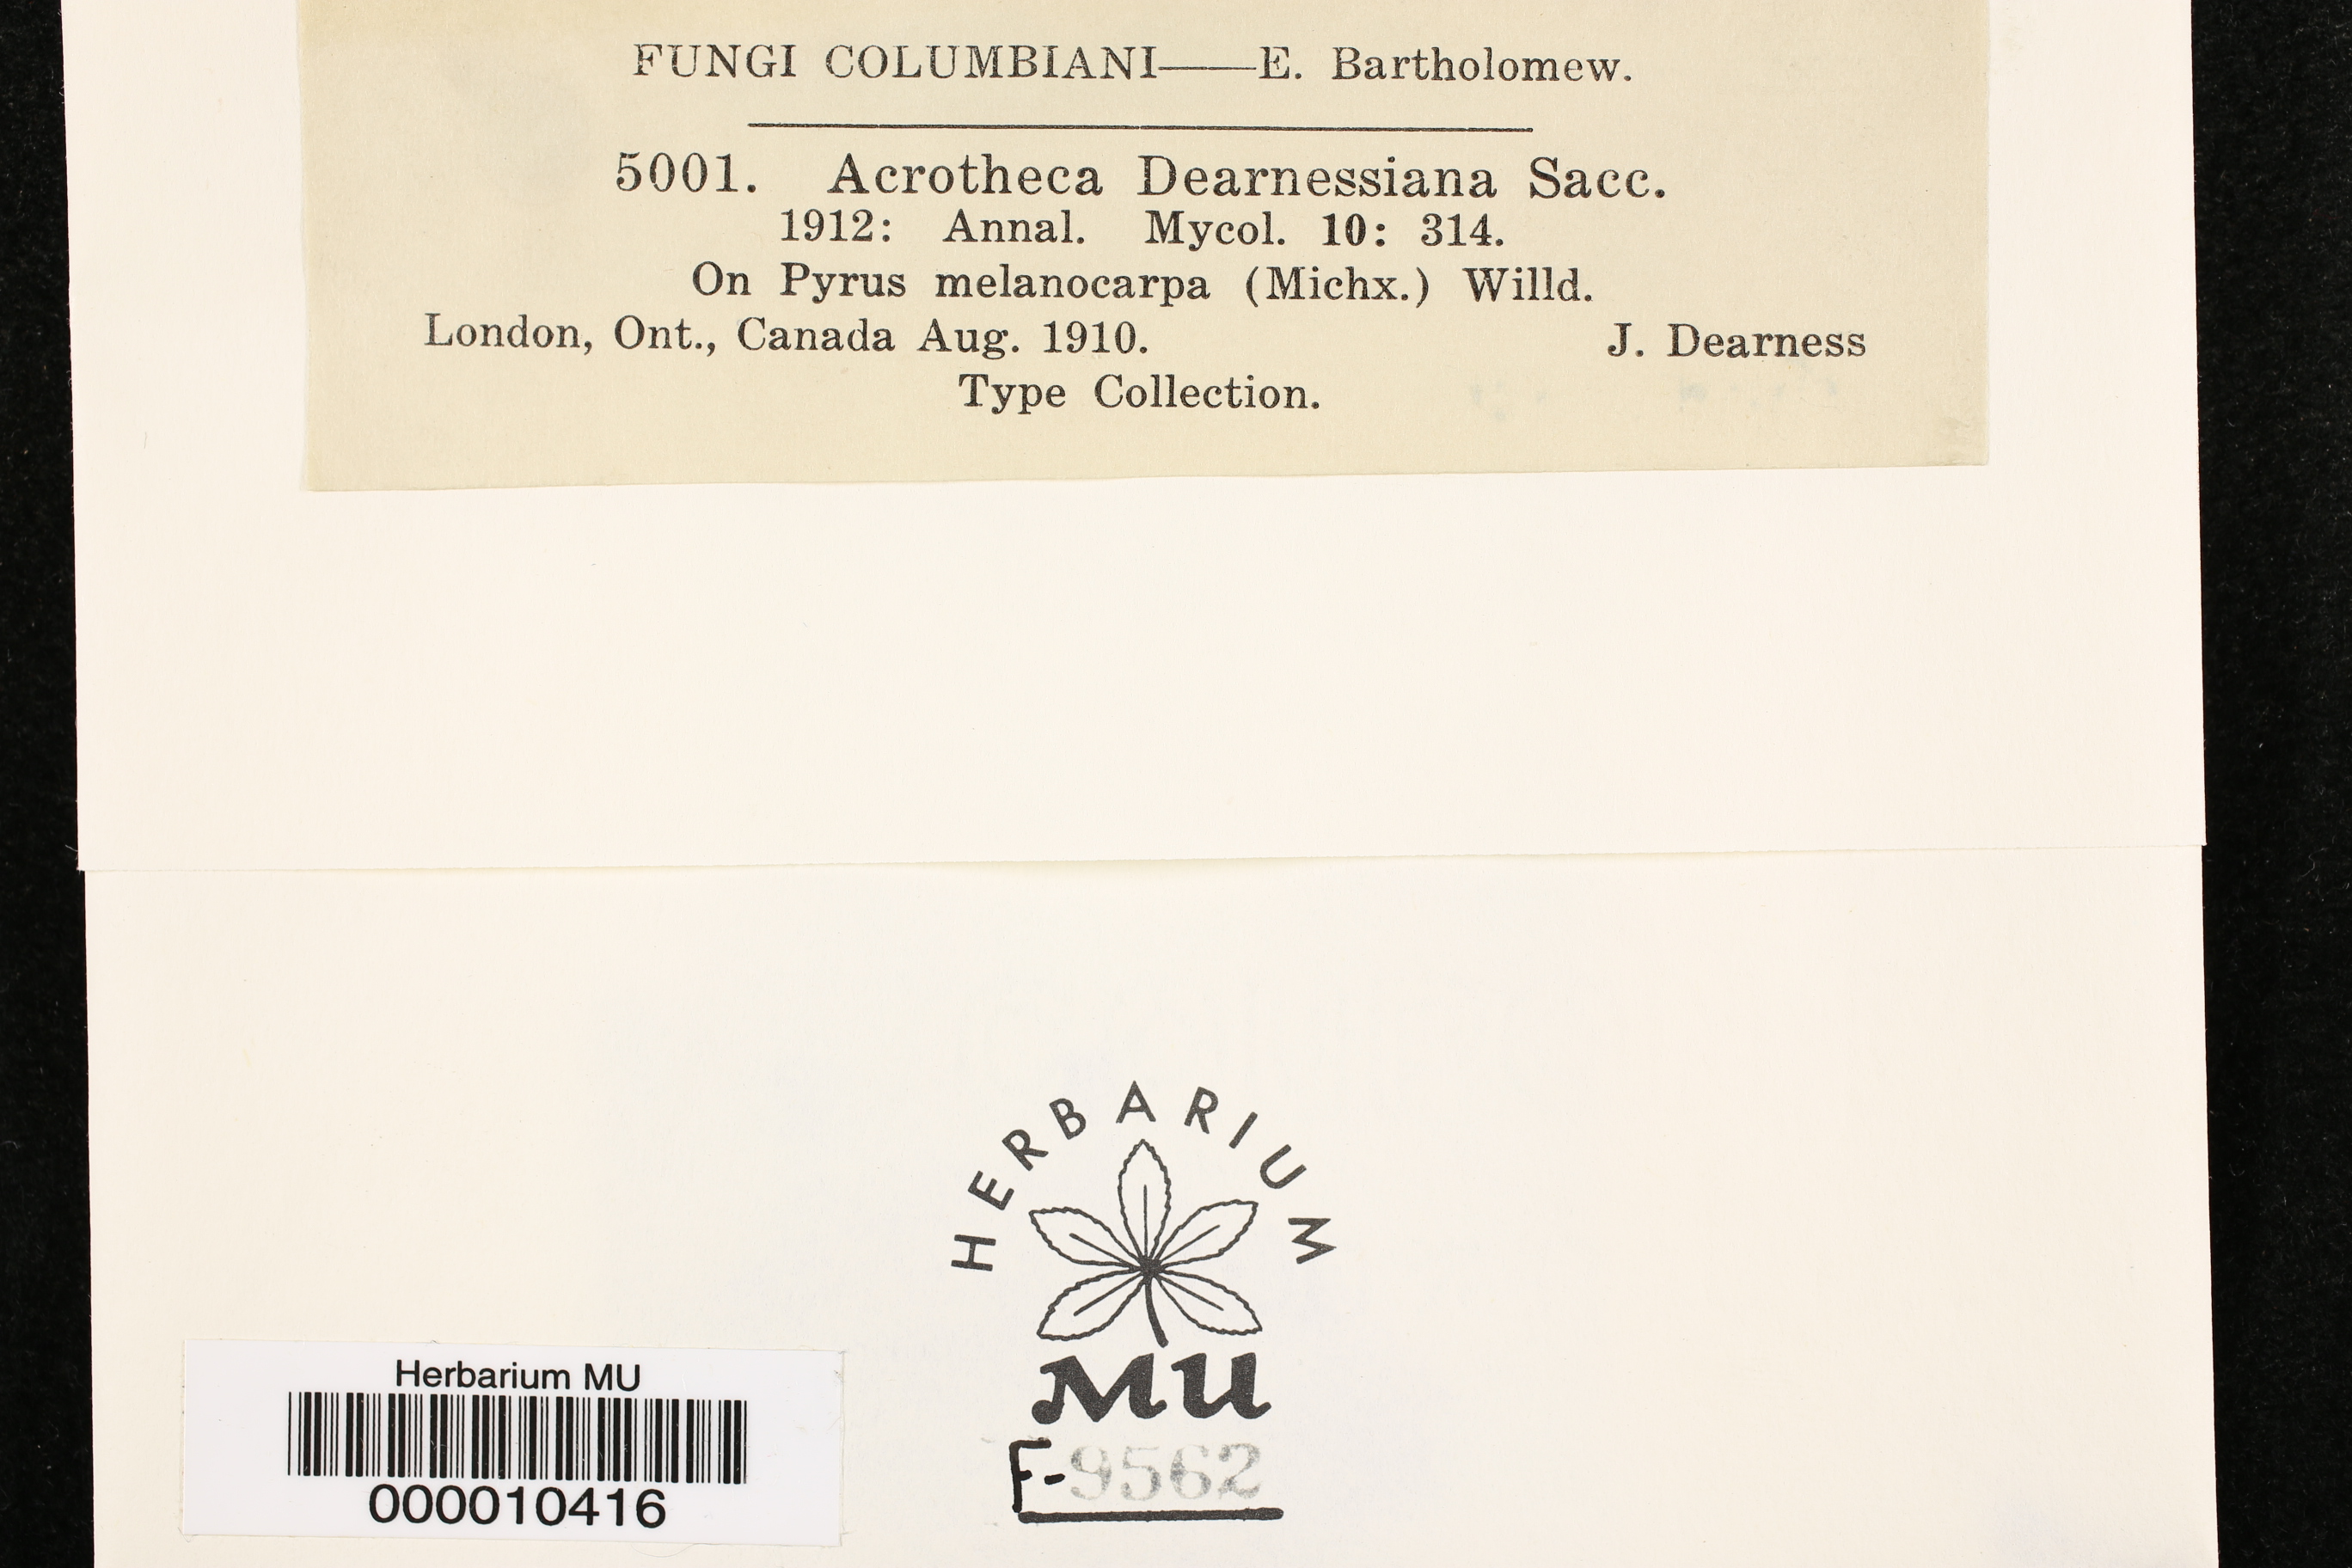 FUNGI COLUMBIANI——E. Bartholomew.
5001. Acrotheca Dearnessiana Sacc.
1912: Annal. Mycol. 10: 314.
On Pyrus melanocarpa (Michx.) Willd.
London, Ont., Canada Aug. 1910. J. Dearness
Type Collection.
HERBARIUM
MU
F-9562
Herbarium MU
000010416